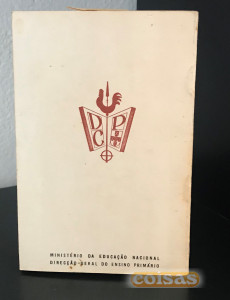 D P
C
MINISTÉRIO DA EDUCAÇÃO NACIONAL
DIRECÇÃO-GERAL DO ENSINO PRIMÁRIO
coisas